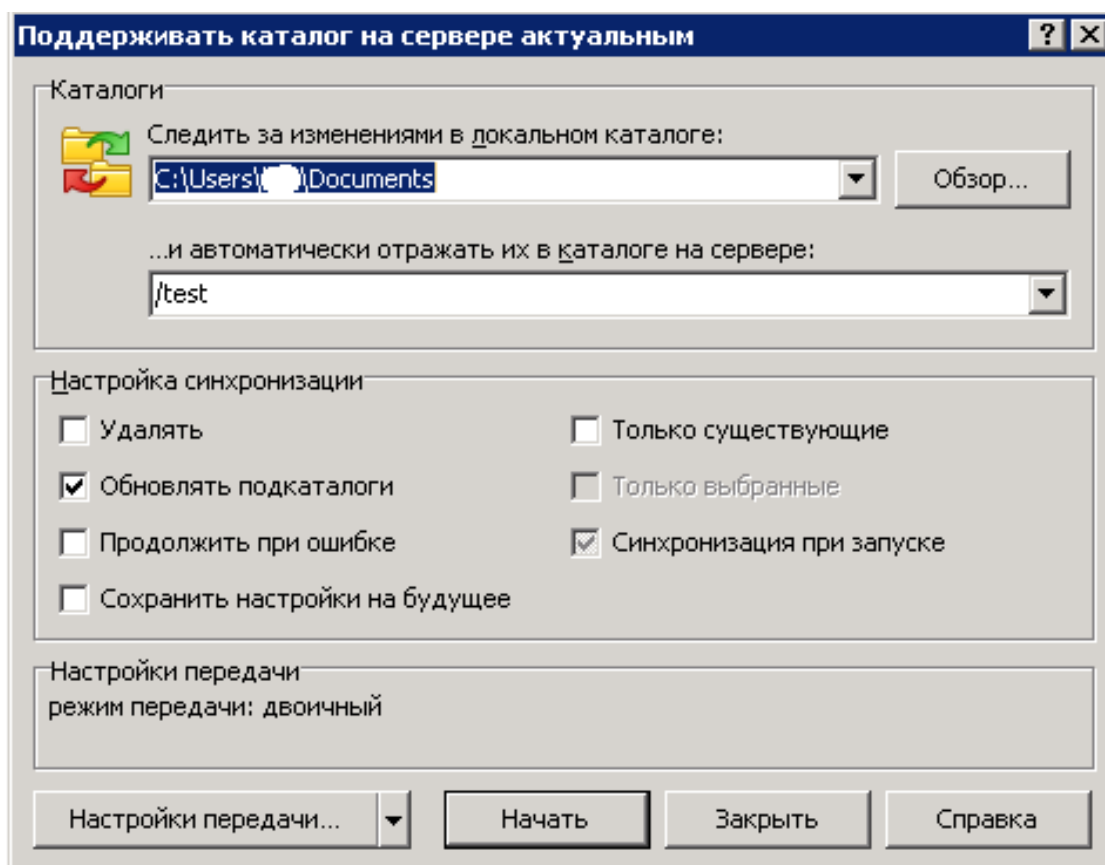 Поддерживать каталог на сервере актуальным
Каталоги
Следить за изменениями в локальном каталоге:
C:\Users\ \Documents
Обзор...
...и автоматически отражать их в каталоге на сервере:
/test
Настройка синхронизации
Удалять
Только существующие
Обновлять подкаталоги
Только выбранные
Продолжить при ошибке
Синхронизация при запуске
Сохранить настройки на будущее
Настройки передачи
режим передачи: двоичный
Настройки передачи...
Начать
Закрыть
Справка